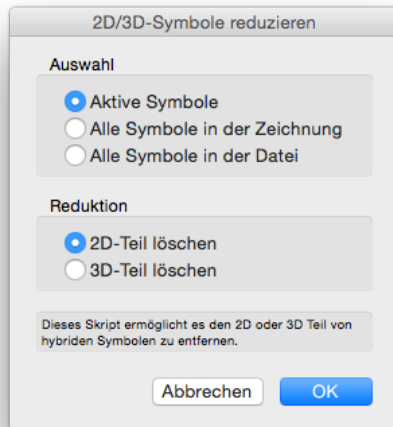 2D/3D-Symbole reduzieren
Auswahl
Aktive Symbole
Alle Symbole in der Zeichnung
Alle Symbole in der Datei
Reduktion
2D-Teil löschen
3D-Teil löschen
Dieses Skript ermöglicht es den 2D oder 3D Teil von
hybriden Symbolen zu entfernen.
Abbrechen OK